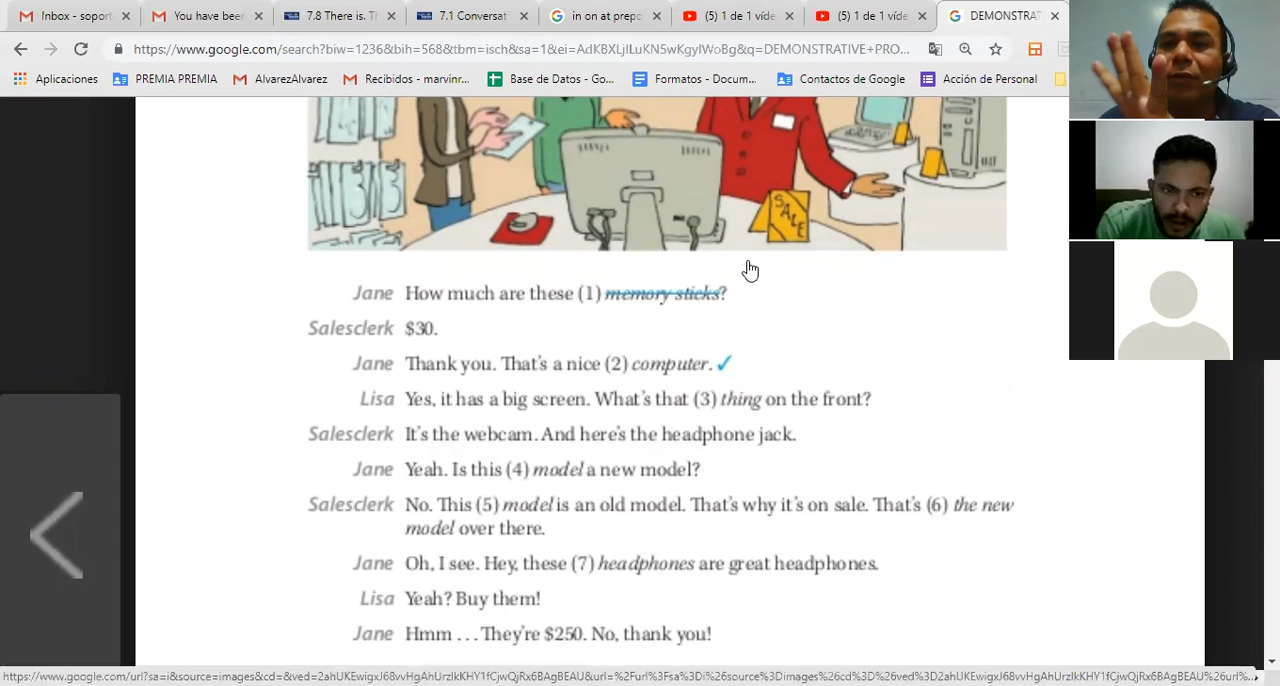 Inbox - sopor
You have bee
7.8 There is. T
7.1 Conversat
in on at prepo
(5) 1 de 1 víde
(5) 1 de 1 vídeo
DEMONSTRAT
https://www.google.com/search?biw=1236&bih=568&tbm=isch&sa=1&ei=AdKBXLjILuKN5wKgyIWoBg&q=DEMONSTRATIVE+PRO...
Aplicaciones
PREMIA PREMIA
AlvarezAlvarez
Recibidos - marvinr...
Base de Datos - Go...
Formatos - Docum...
Contactos de Google
Acción de Personal
SALE
Jane How much are these (1) memory sticks?
Salesclerk $30.
Jane Thank you. That's a nice (2) computer. ✓
Lisa Yes, it has a big screen. What's that (3) thing on the front?
Salesclerk It's the webcam. And here's the headphone jack.
Jane Yeah. Is this (4) model a new model?
Salesclerk No. This (5) model is an old model. That's why it's on sale. That's (6) the new
model over there.
Jane Oh, I see. Hey, these (7) headphones are great headphones.
Lisa Yeah? Buy them!
Jane Hmm . . . They're $250. No, thank you!